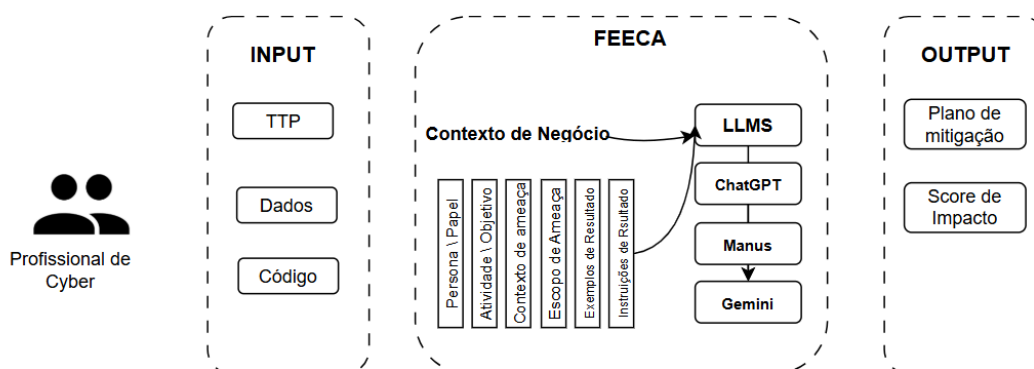 Profissional de
Cyber
INPUT
TTP
Dados
Código
FEECA
Contexto de Negócio
Persona \ Papel
Atividade \ Objetivo
Contexto de ameaça
Escopo de Ameaça
Exemplos de Resultado
Instruições de Rsultado
LLMS
ChatGPT
Manus
Gemini
OUTPUT
Plano de
mitigação
Score de
Impacto